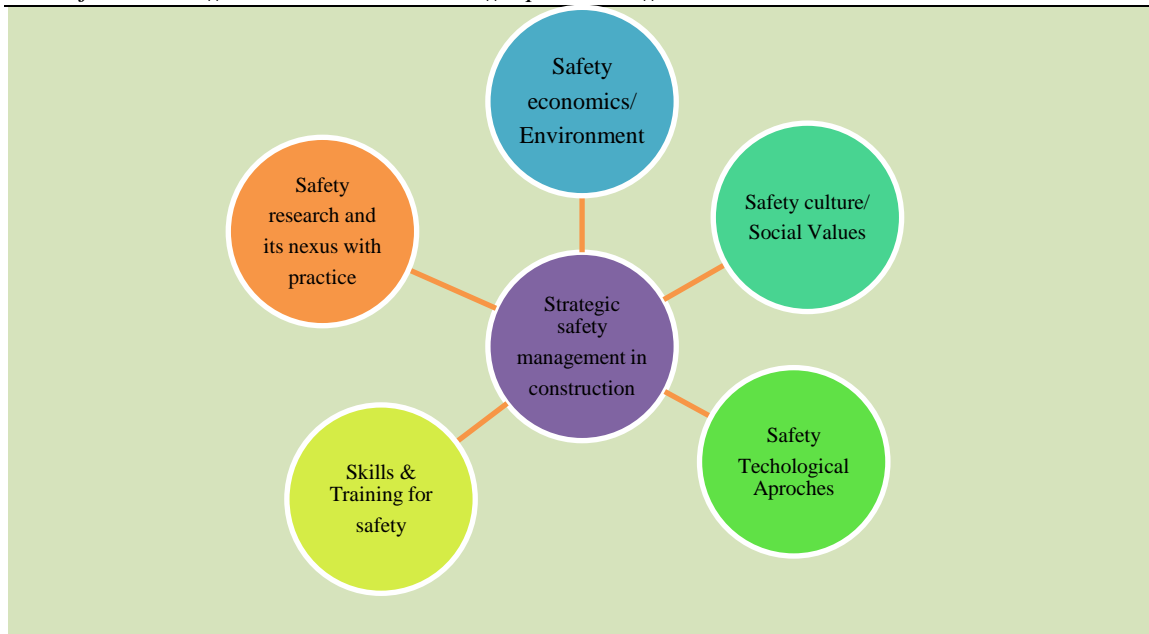 Safety
economics/
Environment
Safety culture/
Social Values
Safety
Techological
Aproches
Skills &
Training for
safety
Safety
research and
its nexus with
practice
Strategic
safety
management in
construction